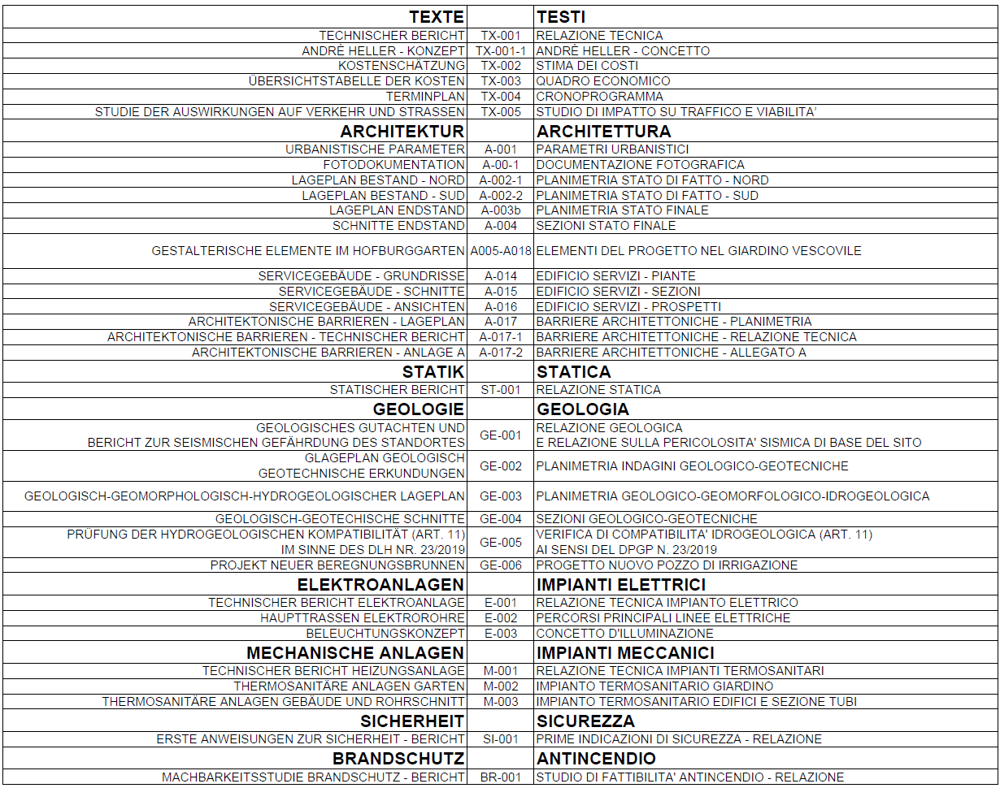 TEXTE TESTI
TECHNISCHER BERICHT TX-001 RELAZIONE TECNICA
ANDRÈ HELLER - KONZEPT TX-001-1 ANDRÈ HELLER - CONCETTO
KOSTENSCHÄTZUNG TX-002 STIMA DEI COSTI
ÜBERSICHTSTABELLE DER KOSTEN TX-003 QUADRO ECONOMICO
TERMINPLAN TX-004 CRONOPROGRAMMA
STUDIE DER AUSWIRKUNGEN AUF VERKEHR UND STRASSEN TX-005 STUDIO DI IMPATTO SU TRAFFICO E VIABILITA’
ARCHITEKTUR ARCHITETTURA
URBANISTISCHE PARAMETER A-001 PARAMETRI URBANISTICI
FOTODOKUMENTATION A-00-1 DOCUMENTAZIONE FOTOGRAFICA
LAGEPLAN BESTAND - NORD A-002-1 PLANIMETRIA STATO DI FATTO - NORD
LAGEPLAN BESTAND - SUD A-002-2 PLANIMETRIA STATO DI FATTO - SUD
LAGEPLAN ENDSTAND A-003b PLANIMETRIA STATO FINALE
SCHNITTE ENDSTAND A-004 SEZIONI STATO FINALE
GESTALTERISCHE ELEMENTE IM HOFBURGGARTEN A005-A018 ELEMENTI DEL PROGETTO NEL GIARDINO VESCOVILE
SERVICEGEBÄUDE - GRUNDRISSE A-014 EDIFICIO SERVIZI - PIANTE
SERVICEGEBÄUDE - SCHNITTE A-015 EDIFICIO SERVIZI - SEZIONI
SERVICEGEBÄUDE - ANSICHTEN A-016 EDIFICIO SERVIZI - PROSPETTI
ARCHITEKTONISCHE BARRIEREN - LAGEPLAN A-017 BARRIERE ARCHITETTONICHE - PLANIMETRIA
ARCHITEKTONISCHE BARRIEREN - TECHNISCHER BERICHT A-017-1 BARRIERE ARCHITETTONICHE - RELAZIONE TECNICA
ARCHITEKTONISCHE BARRIEREN - ANLAGE A A-017-2 BARRIERE ARCHITETTONICHE - ALLEGATO A
STATIK STATICA
STATISCHER BERICHT ST-001 RELAZIONE STATICA
GEOLOGIE GEOLOGIA
GEOLOGISCHES GUTACHTEN UND
BERICHT ZUR SEISMISCHEN GEFÄHRDUNG DES STANDORTES
GE-001
RELAZIONE GEOLOGICA
E RELAZIONE SULLA PERICOLOSITA' SISMICA DI BASE DEL SITO
GLAGEPLAN GEOLOGISCH
GEOTECHNISCHE ERKUNDUNGEN
GE-002 PLANIMETRIA INDAGINI GEOLOGICO-GEOTECNICHE
GEOLOGISCH-GEOMORPHOLOGISCH-HYDROGEOLOGISCHER LAGEPLAN GE-003 PLANIMETRIA GEOLOGICO-GEOMORFOLOGICO-IDROGEOLOGICA
GEOLOGISCH-GEOTECHISCHE SCHNITTE GE-004 SEZIONI GEOLOGICO-GEOTECNICHE
PRÜFUNG DER HYDROGEOLOGISCHEN KOMPATIBILITÄT (ART. 11)
IM SINNE DES DLH NR. 23/2019
GE-005
VERIFICA DI COMPATIBILITA' IDROGEOLOGICA (ART. 11)
AI SENSI DEL DPGP N. 23/2019
PROJEKT NEUER BEREGNUNGSBRUNNEN GE-006 PROGETTO NUOVO POZZO DI IRRIGAZIONE
ELEKTROANLAGEN IMPIANTI ELETTRICI
TECHNISCHER BERICHT ELEKTROANLAGE E-001 RELAZIONE TECNICA IMPIANTO ELETTRICO
HAUPTTRASSEN ELEKTROROHRE E-002 PERCORSI PRINCIPALI LINEE ELETTRICHE
BELEUCHTUNGSKONZEPT E-003 CONCETTO D'ILLUMINAZIONE
MECHANISCHE ANLAGEN IMPIANTI MECCANICI
TECHNISCHER BERICHT HEIZUNGSANLAGE M-001 RELAZIONE TECNICA IMPIANTI TERMOSANITARI
THERMOSANITÄRE ANLAGEN GARTEN M-002 IMPIANTO TERMOSANITARIO GIARDINO
THERMOSANITÄRE ANLAGEN GEBÄUDE UND ROHRSCHNITT M-003 IMPIANTO TERMOSANITARIO EDIFICI E SEZIONE TUBI
SICHERHEIT SICUREZZA
ERSTE ANWEISUNGEN ZUR SICHERHEIT - BERICHT SI-001 PRIME INDICAZIONI DI SICUREZZA - RELAZIONE
BRANDSCHUTZ ANTINCENDIO
MACHBARKEITSSTUDIE BRANDSCHUTZ - BERICHT BR-001 STUDIO DI FATTIBILITA' ANTINCENDIO - RELAZIONE